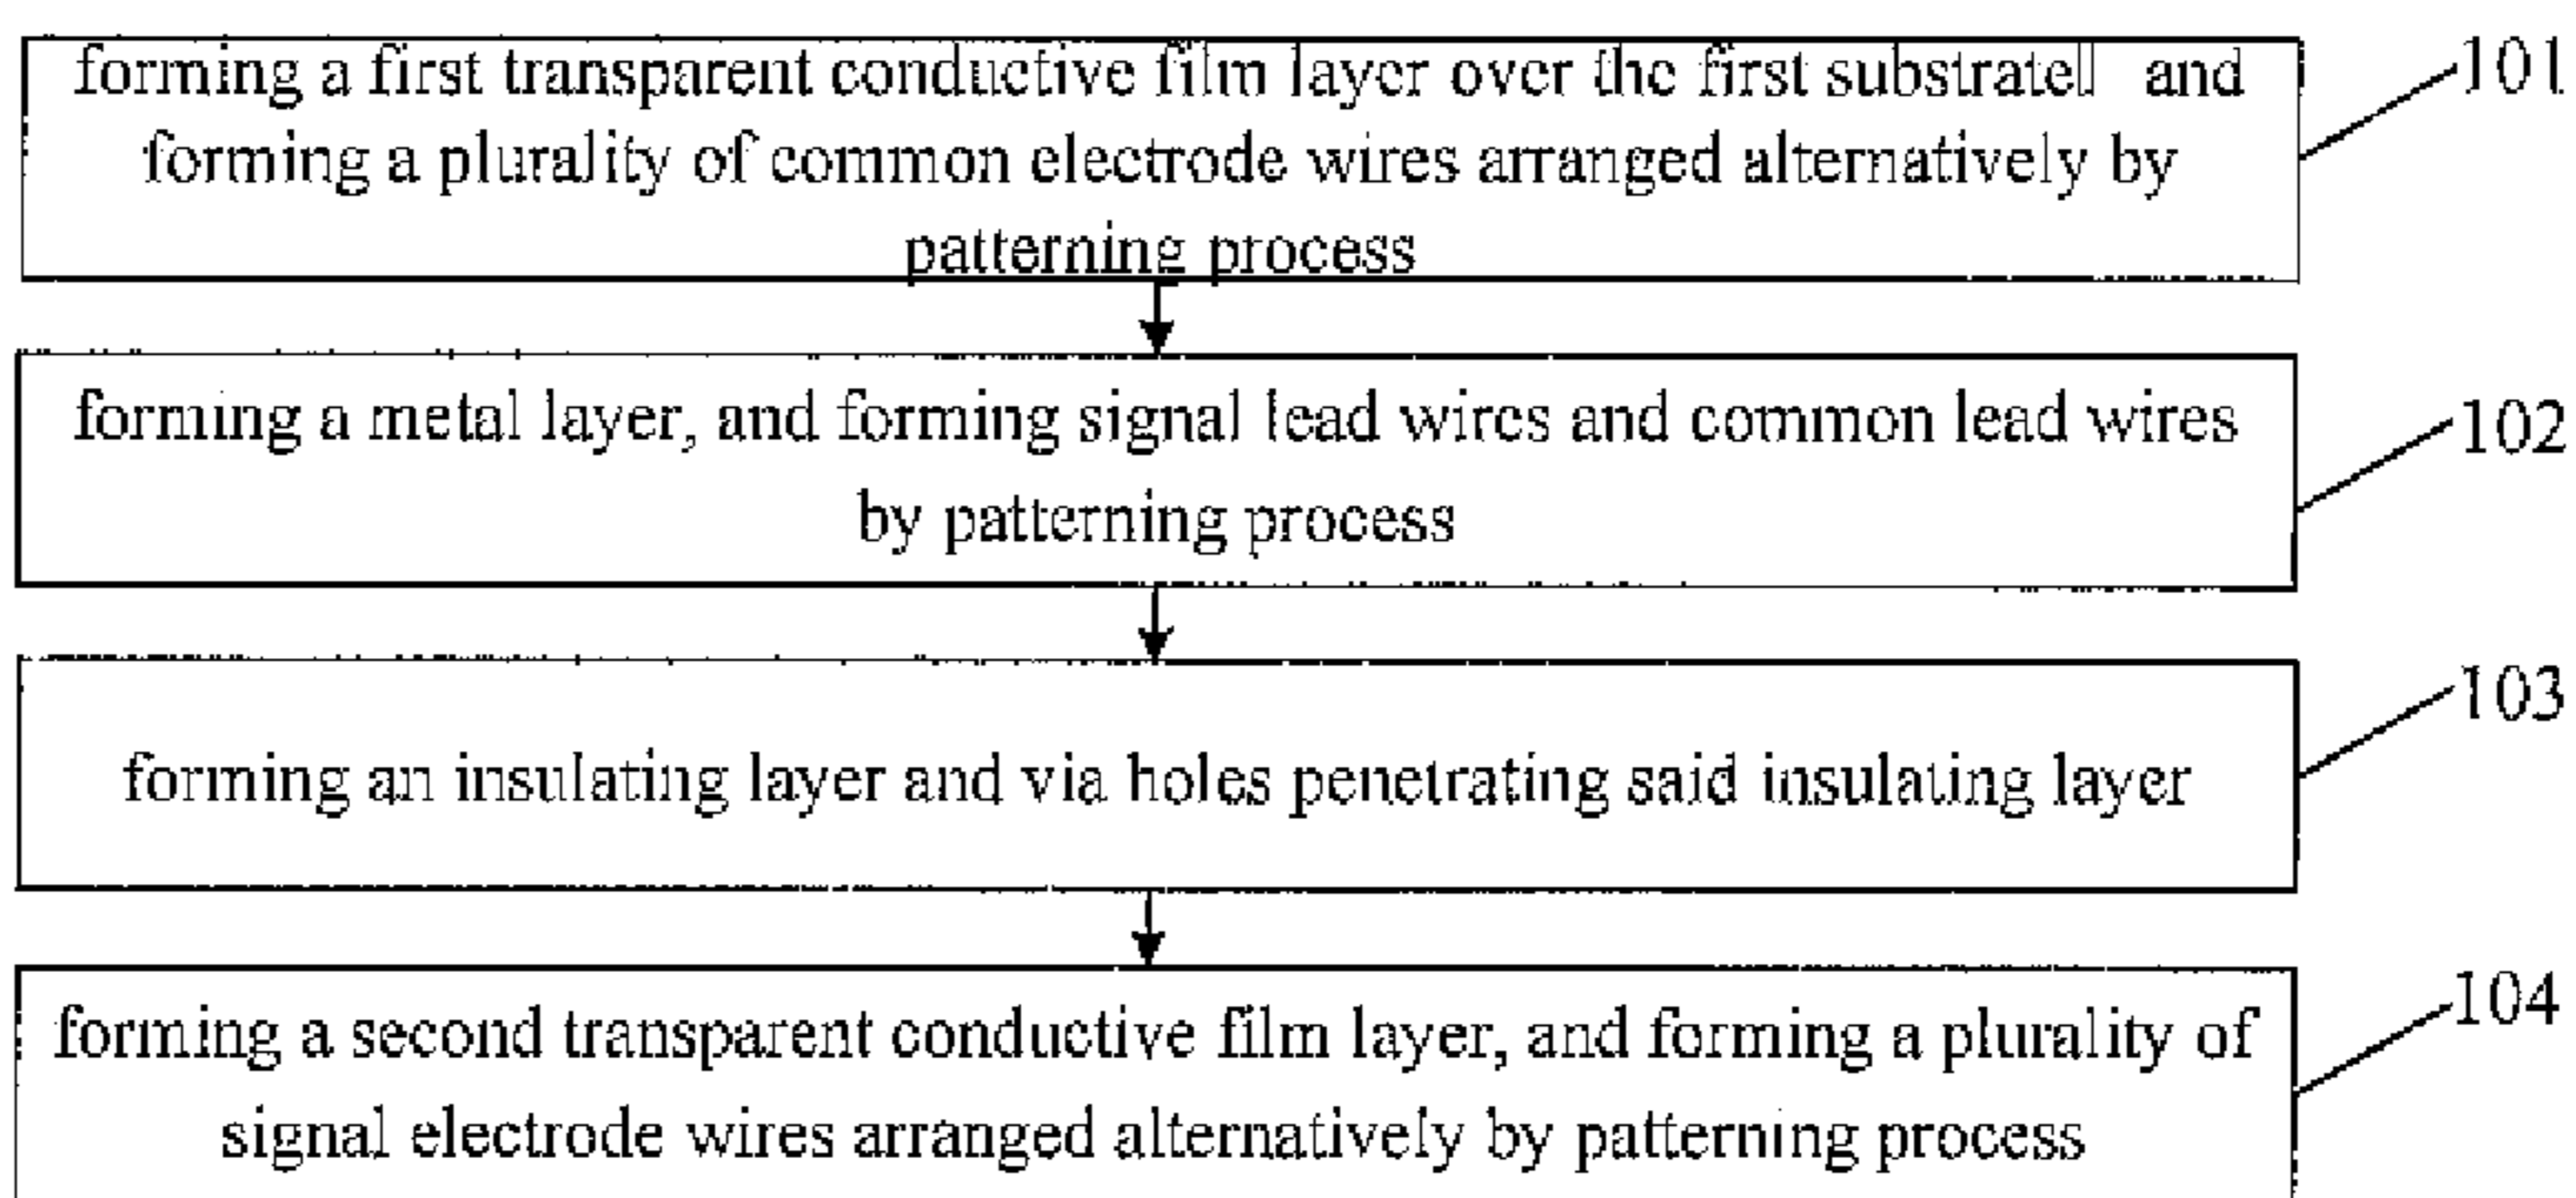 forming a first transparent conductive film layer over the first substrate and
101
forming a plurality of common electrode wires arranged alternatively by
patterning process
forming a metal layer, and forming signal lead wires and common lead wires
102
by patterning process
103
forming an insulating layer and via holes penetrating said insulating layer
104
forming a second transparent conductive film layer, and forming a plurality of
signal electrode wires arranged alternatively by patterning process